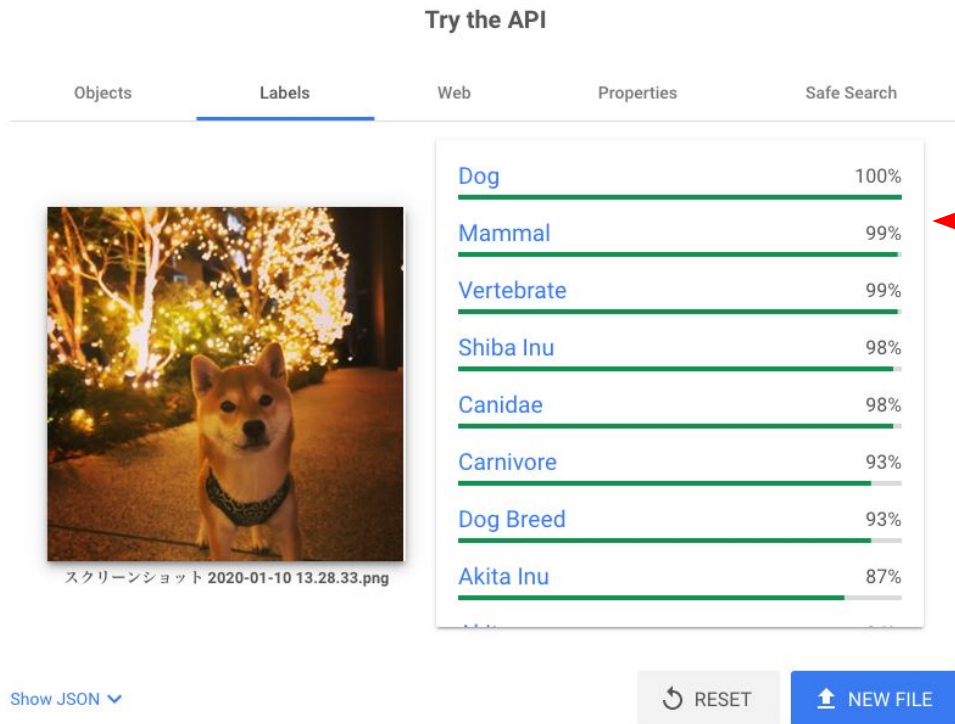 Try the API
Objects Labels Web Properties Safe Search
Dog 100%
Mammal 99%
Vertebrate 99%
Shiba Inu 98%
Canidae 98%
Carnivore 93%
Dog Breed 93%
Akita Inu 87%
スクリーンショット 2020-01-10 13.28.33.png
Show JSON
RESET
NEW FILE